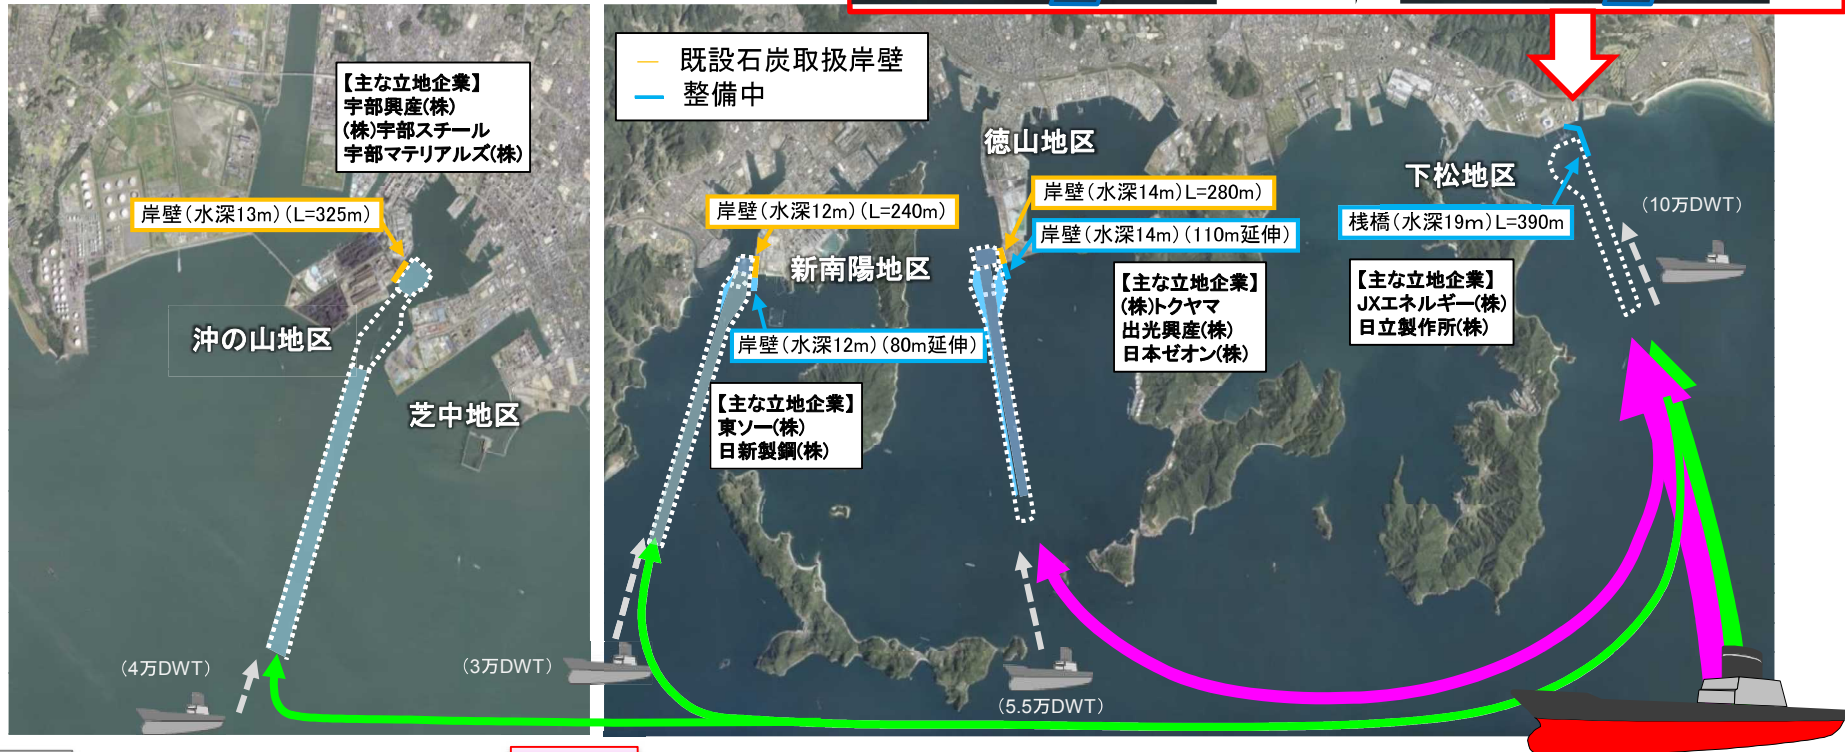 既設石炭取扱岸壁
整備中
【主な立地企業】
宇部興産(株)
(株)宇部スチール
宇部マテリアルズ(株)
岸壁(水深13m)(L=325m)
沖の山地区
芝中地区
(4万DWT)
岸壁(水深12m)(L=240m)
新南陽地区
岸壁(水深12m)(80m延伸)
【主な立地企業】
東ソー(株)
日新製鋼(株)
(3万DWT)
徳山地区
岸壁(水深14m)L=280m)
岸壁(水深14m)(110m延伸)
【主な立地企業】
(株)トクヤマ
出光興産(株)
日本ゼオン(株)
(5.5万DWT)
下松地区
桟橋(水深19m)L=390m
【主な立地企業】
JXエネルギー(株)
日立製作所(株)
(10万DWT)